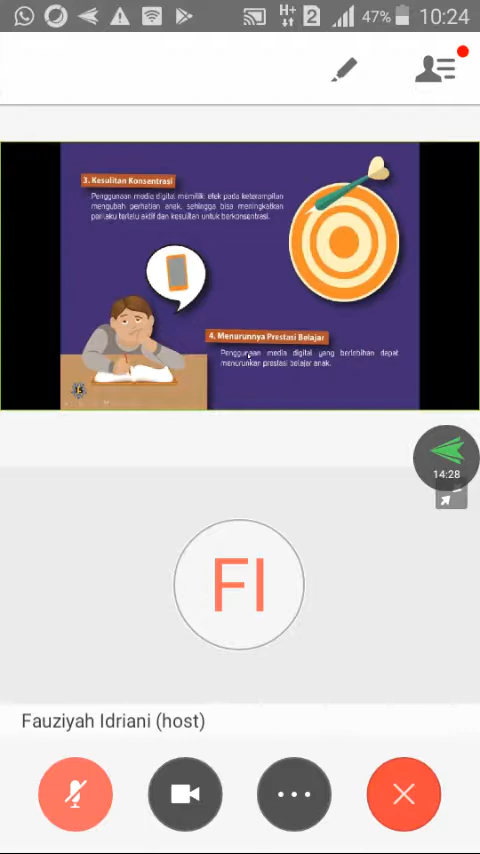 H+
2
47%
10:24
3. Kesulitan Konsentrasi
Penggunaan media digital memiliki efek pada keterampilan
mengubah perhatian anak, sehingga bisa meningkatkan
perilaku terlalu aktif dan kesulitan untuk berkonsentrasi.
4. Menurunnya Prestasi Belajar
Penggunaan media digital yang berlebihan dapat
menurunkan prestasi belajar anak.
15
14:28
FI
Fauziyah Idriani (host)